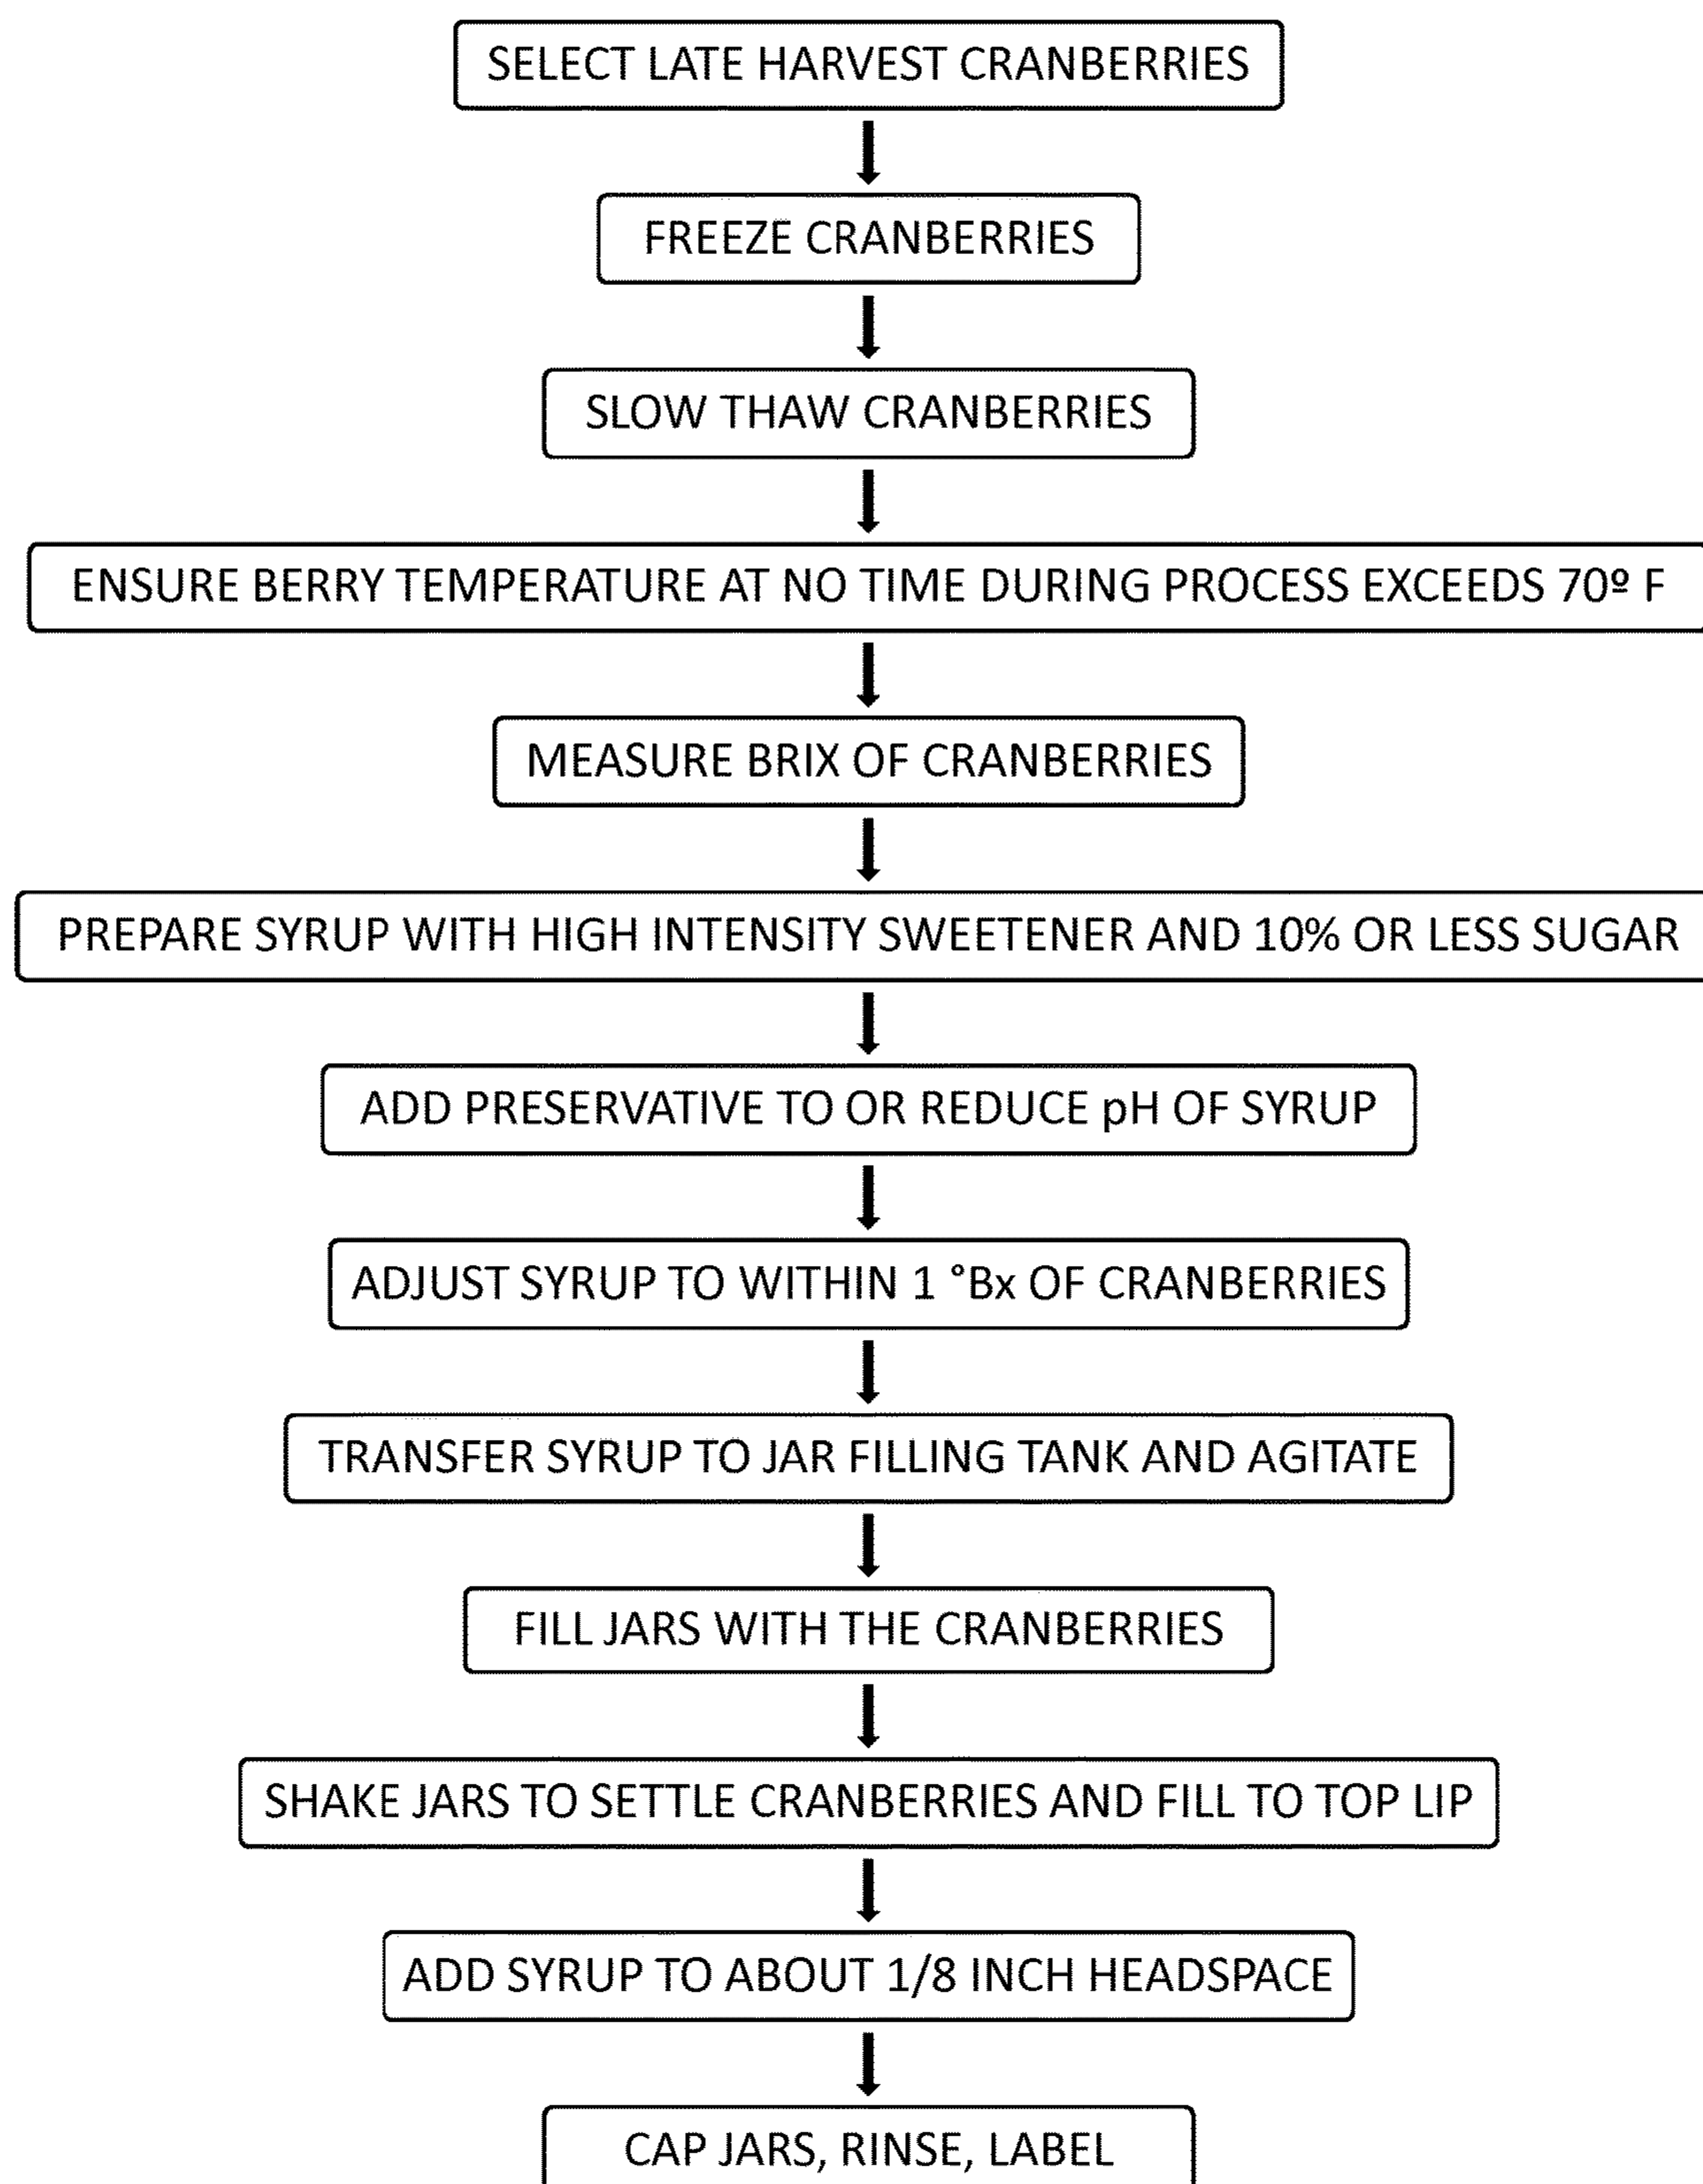 SELECT LATE HARVEST CRANBERRIES
FREEZE CRANBERRIES
SLOW THAW CRANBERRIES
ENSURE BERRY TEMPERATURE AT NO TIME DURING PROCESS EXCEEDS 70º F
MEASURE BRIX OF CRANBERRIES
PREPARE SYRUP WITH HIGH INTENSITY SWEETENER AND 10% OR LESS SUGAR
ADD PRESERVATIVE TO OR REDUCE pH OF SYRUP
ADJUST SYRUP TO WITHIN 1 °Bx OF CRANBERRIES
TRANSFER SYRUP TO JAR FILLING TANK AND AGITATE
FILL JARS WITH THE CRANBERRIES
SHAKE JARS TO SETTLE CRANBERRIES AND FILL TO TOP LIP
ADD SYRUP TO ABOUT 1/8 INCH HEADSPACE
CAP JARS, RINSE, LABEL